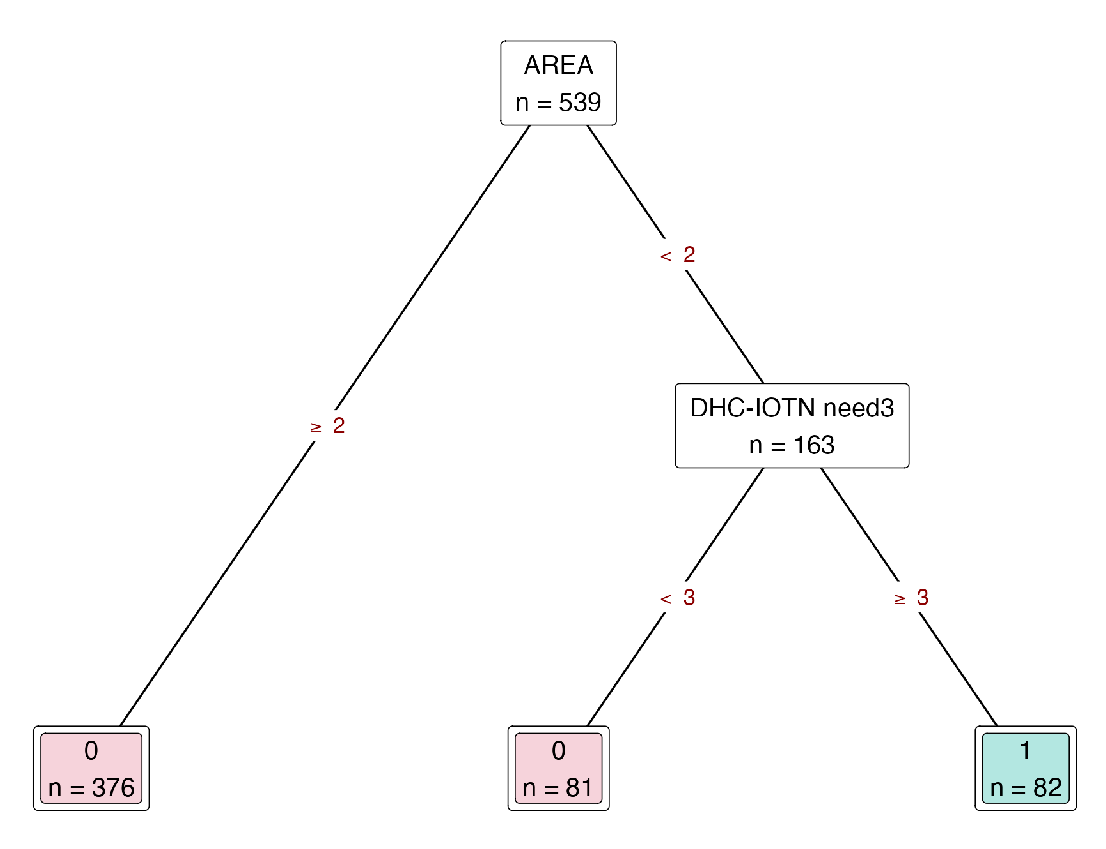 AREA
n = 539
< 2
DHC-IOTN need3
n = 163
≥ 2
< 3
≥ 3
0
n = 376
0
n = 81
1
n = 82